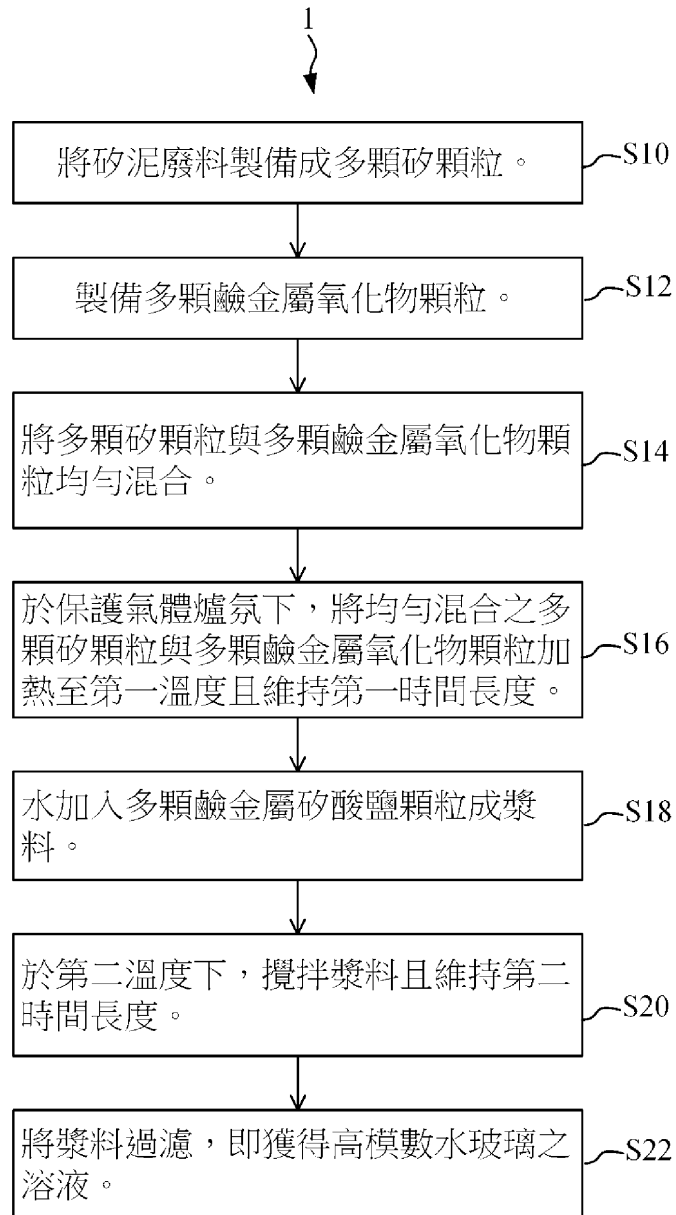 1
將矽泥廢料製備成多顆矽顆粒。
S10
製備多顆鹼金屬氧化物顆粒。
S12
將多顆矽顆粒與多顆鹼金屬氧化物顆
粒均勻混合。
S14
於保護氣體爐氛下，將均勻混合之多
顆矽顆粒與多顆鹼金屬氧化物顆粒加
熱至第一溫度且維持第一時間長度。
S16
水加入多顆鹼金屬矽酸鹽顆粒成漿
料。
S18
於第二溫度下，攪拌漿料且維持第二
時間長度。
S20
將漿料過濾，即獲得高模數水玻璃之
溶液。
S22